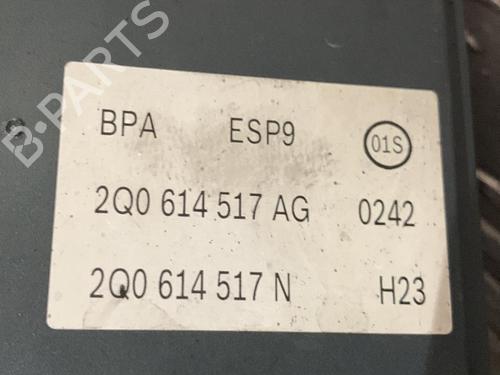 B-PARTS
BPA ESP9 01S
2Q0 614 517 AG 0242
2Q0 614 517 N H23